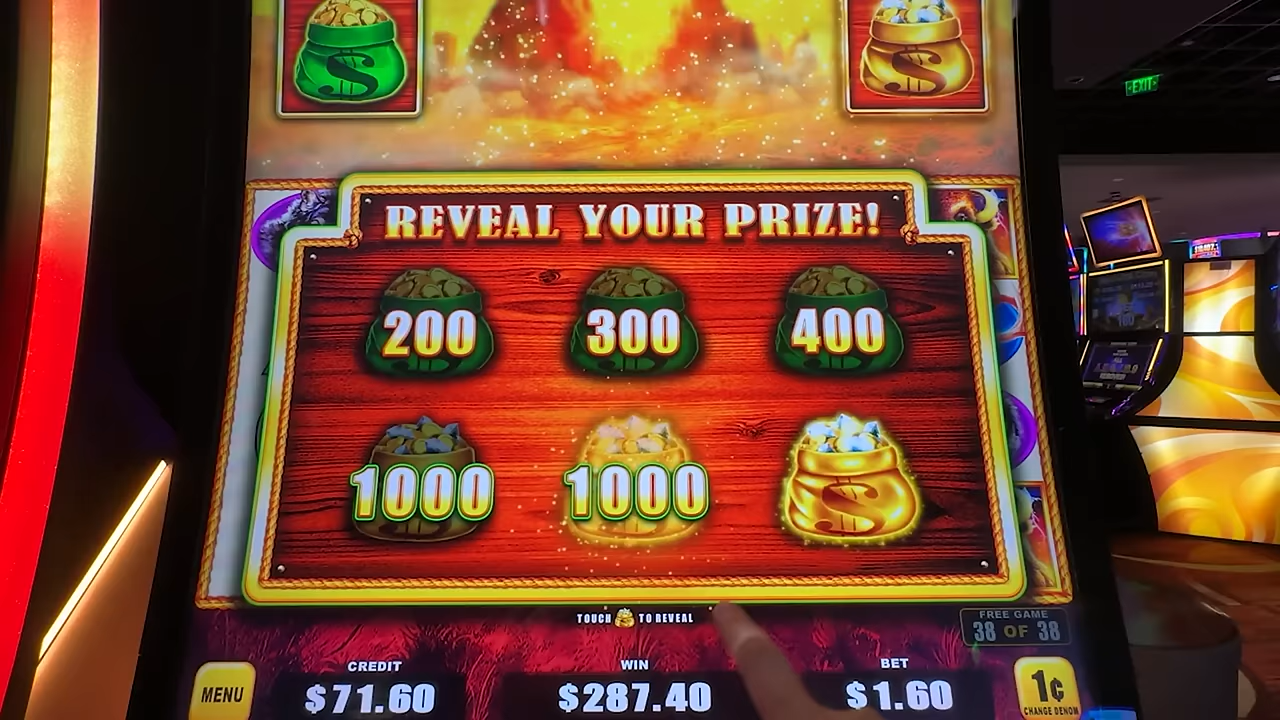 EXIT
REVEAL YOUR PRIZE!
200 300 400
1000 1000 $
TOUCH TO REVEAL
FREE GAME
38 OF 38
CREDIT WIN BET
MENU $71.60 $287.40 $1.60 1¢
CHANGE DENOM